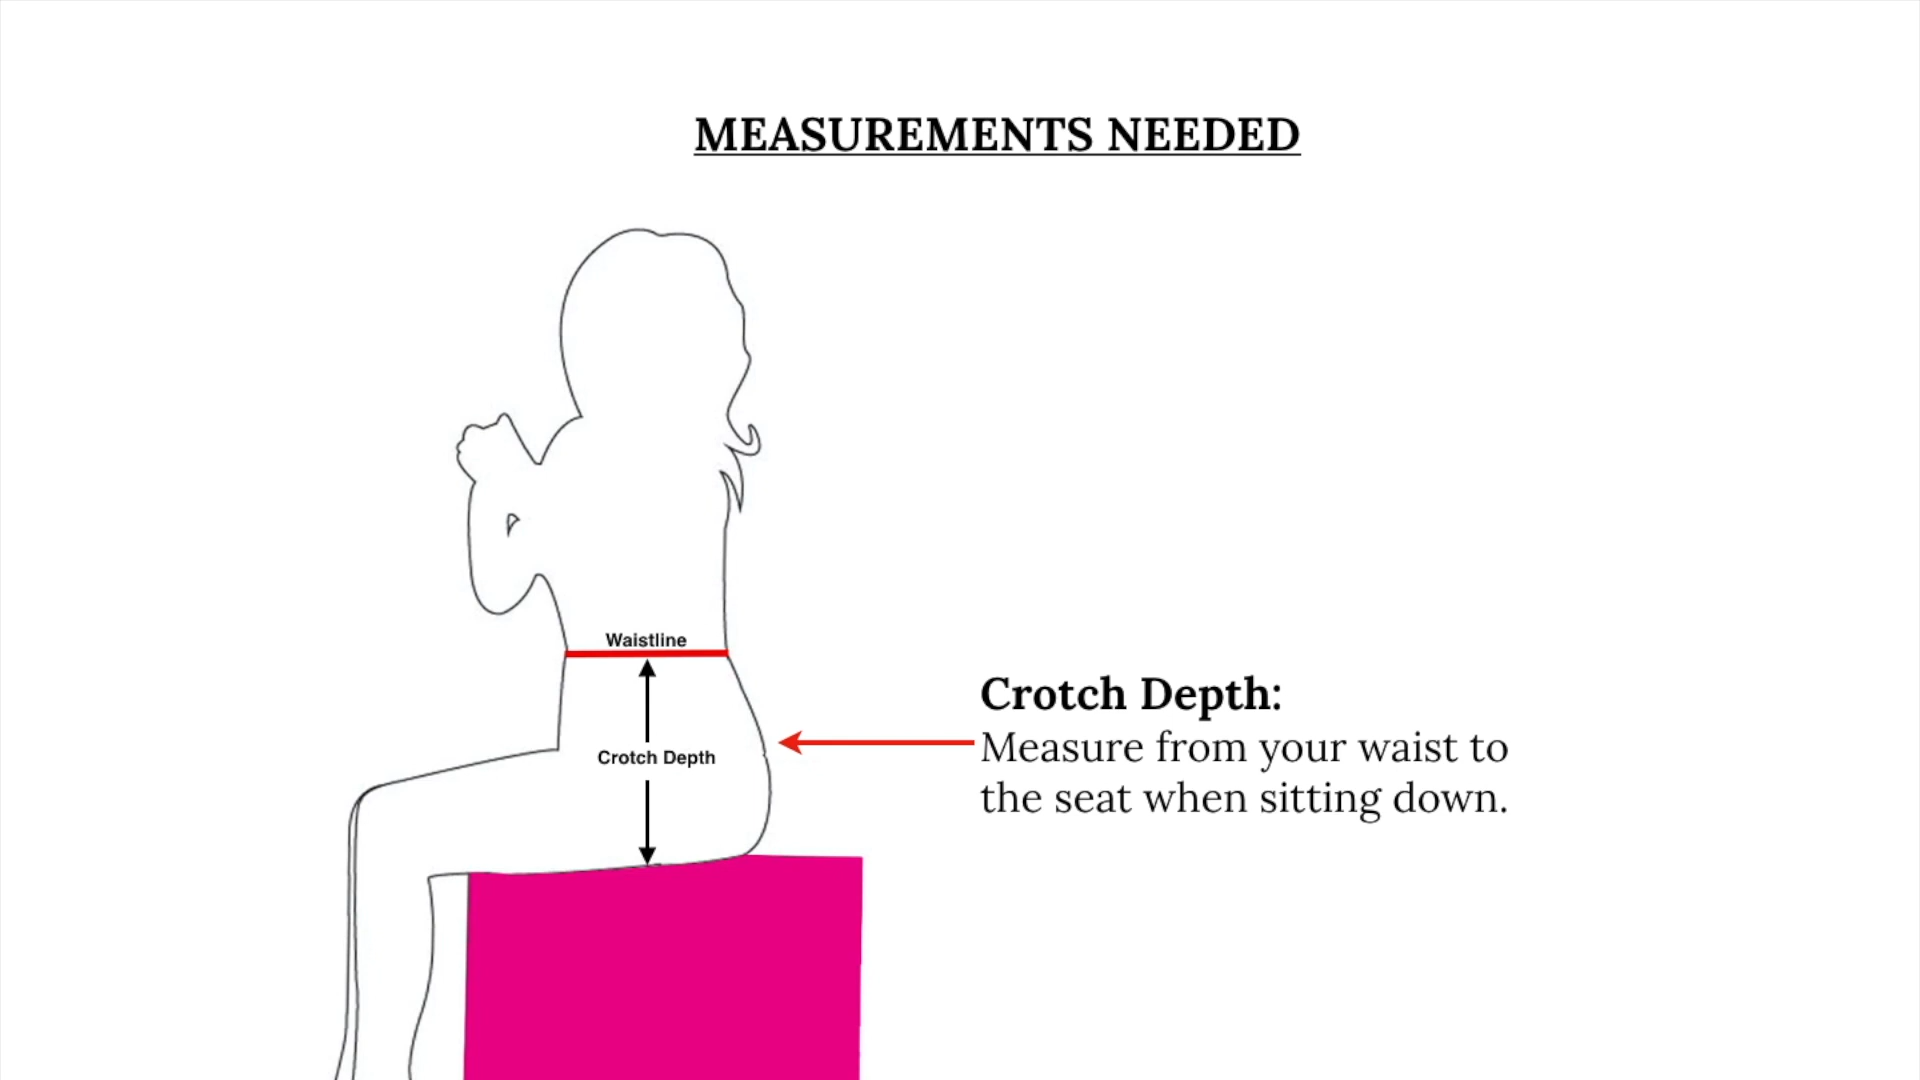 MEASUREMENTS NEEDED
Waistline
Crotch Depth
Crotch Depth:
Measure from your waist to
the seat when sitting down.